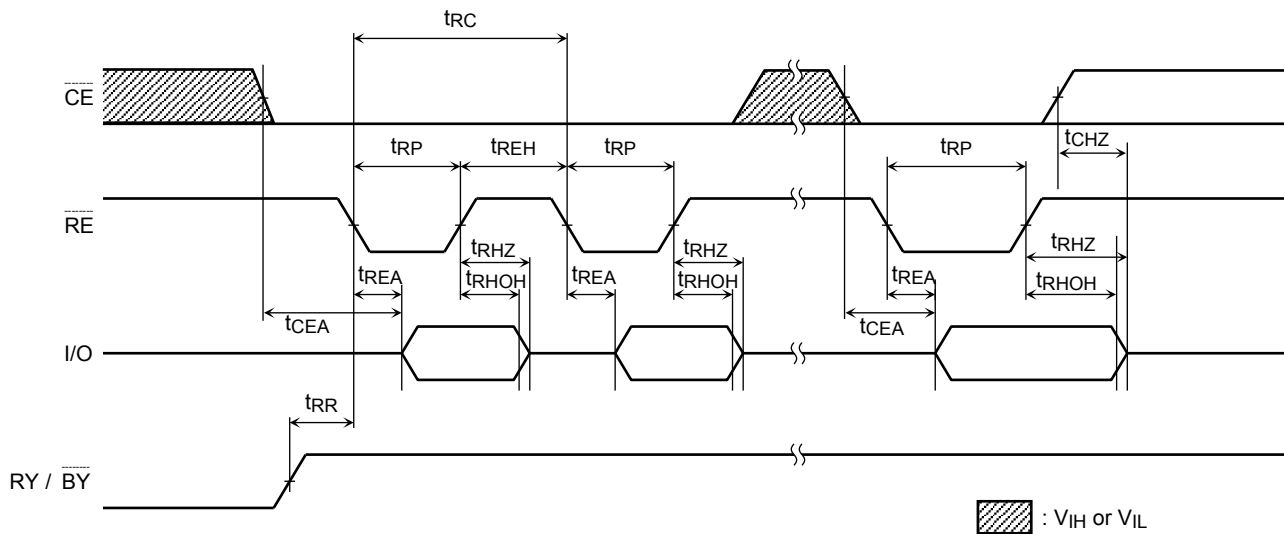 tRC
CE
tCHZ
tRP tREH tRP tRP
RE
tRHZ tRHZ tRHZ
tREA tRHOH tREA tRHOH tREA tRHOH
tCEA tCEA
I/O
tRR
RY / BY
: VIH or VIL